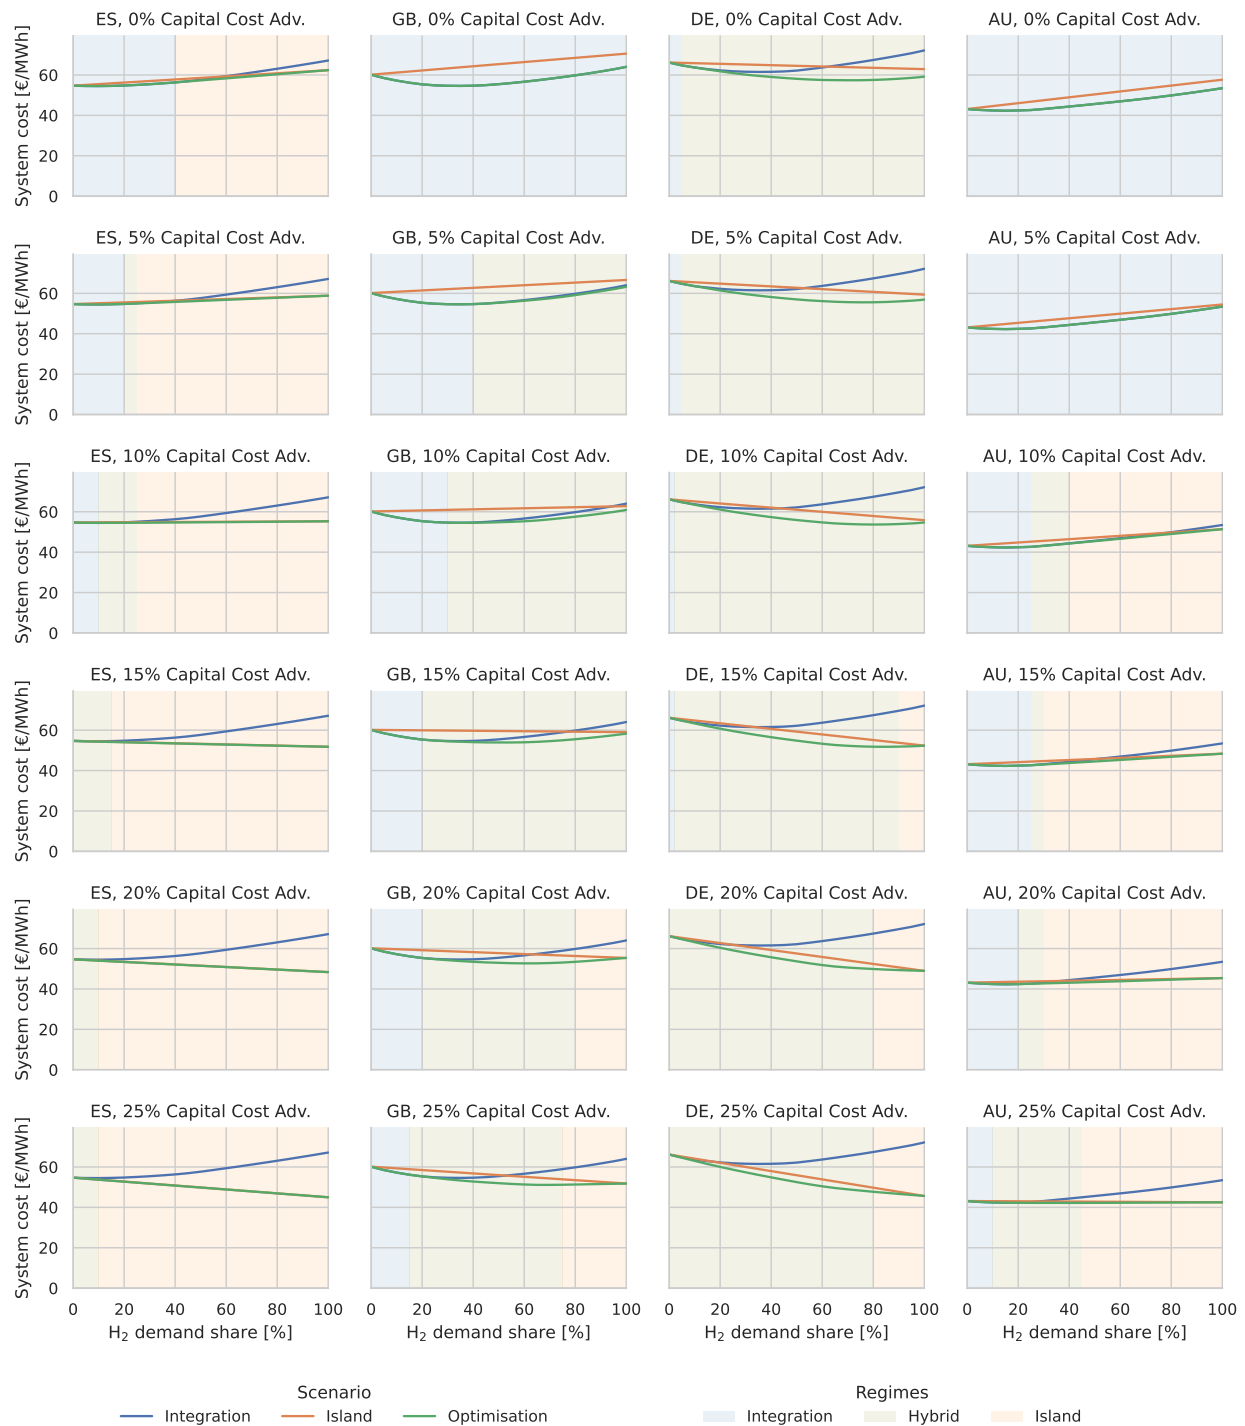 ES, 0% Capital Cost Adv.
GB, 0% Capital Cost Adv.
DE, 0% Capital Cost Adv.
AU, 0% Capital Cost Adv.
System cost [€/MWh]
60
40
20
0
ES, 5% Capital Cost Adv.
GB, 5% Capital Cost Adv.
DE, 5% Capital Cost Adv.
AU, 5% Capital Cost Adv.
System cost [€/MWh]
60
40
20
0
ES, 10% Capital Cost Adv.
GB, 10% Capital Cost Adv.
DE, 10% Capital Cost Adv.
AU, 10% Capital Cost Adv.
System cost [€/MWh]
60
40
20
0
ES, 15% Capital Cost Adv.
GB, 15% Capital Cost Adv.
DE, 15% Capital Cost Adv.
AU, 15% Capital Cost Adv.
System cost [€/MWh]
60
40
20
0
ES, 20% Capital Cost Adv.
GB, 20% Capital Cost Adv.
DE, 20% Capital Cost Adv.
AU, 20% Capital Cost Adv.
System cost [€/MWh]
60
40
20
0
ES, 25% Capital Cost Adv.
GB, 25% Capital Cost Adv.
DE, 25% Capital Cost Adv.
AU, 25% Capital Cost Adv.
System cost [€/MWh]
60
40
20
0
0 20 40 60 80 100
0 20 40 60 80 100
0 20 40 60 80 100
0 20 40 60 80 100
H₂ demand share [%]
H₂ demand share [%]
H₂ demand share [%]
H₂ demand share [%]
Scenario
Integration Island Optimisation
Regimes
Integration Hybrid Island